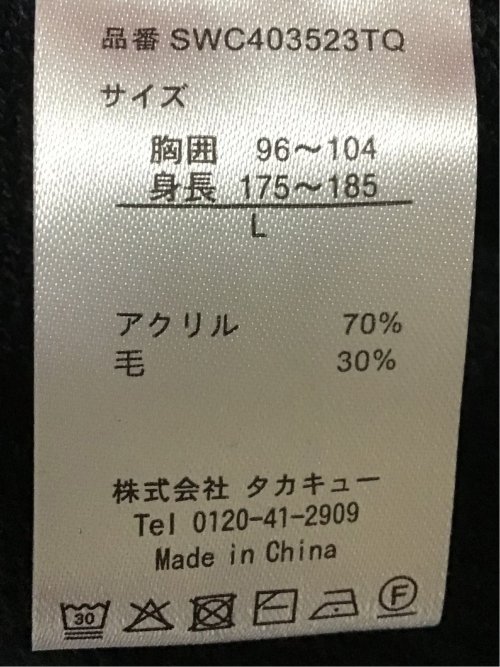 品番 SWC403523TQ
サイズ
胸囲 96〜104
身長 175〜185
L
アクリル 70%
毛 30%
株式会社 タカキュー
Tel 0120-41-2909
Made in China
30 F